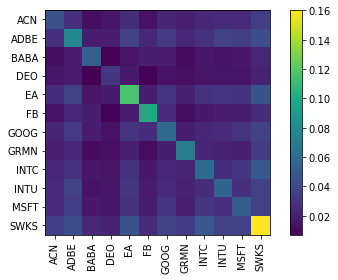 ACN
ADBE
BABA
DEO
EA
FB
GOOG
GRMN
INTC
INTU
MSFT
SWKS
ACN ADBE BABA DEO EA FB GOOG GRMN INTC INTU MSFT SWKS
0.16
0.14
0.12
0.10
0.08
0.06
0.04
0.02